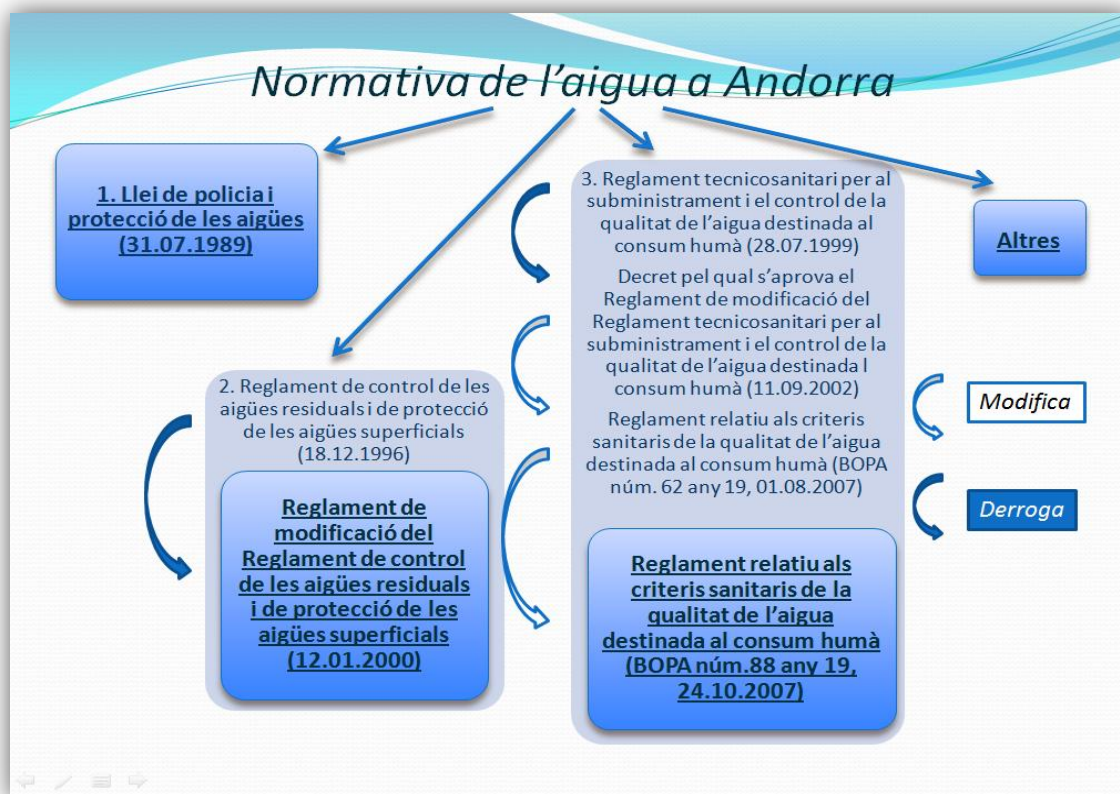 Normativa de l'aigua a Andorra
1. Llei de policia i
protecció de les aigües
(31.07.1989)
2. Reglament de control de les
aigües residuals i de protecció
de les aigües superficials
(18.12.1996)
Reglament de
modificació del
Reglament de control
de les aigües residuals
i de protecció de les
aigües superficials
(12.01.2000)
3. Reglament tecnicosanitari per al
subministrament i el control de la
qualitat de l'aigua destinada al
consum humà (28.07.1999)
Decret pel qual s'aprova el
Reglament de modificació del
Reglament tecnicosanitari per al
subministrament i el control de la
qualitat de l'aigua destinada l
consum humà (11.09.2002)
Reglament relatiu als criteris
sanitaris de la qualitat de l'aigua
destinada al consum humà (BOPA
núm. 62 any 19, 01.08.2007)
Reglament relatiu als
criteris sanitaris de la
qualitat de l'aigua
destinada al consum humà
(BOPA núm.88 any 19,
24.10.2007)
Altres
Modifica
Derroga